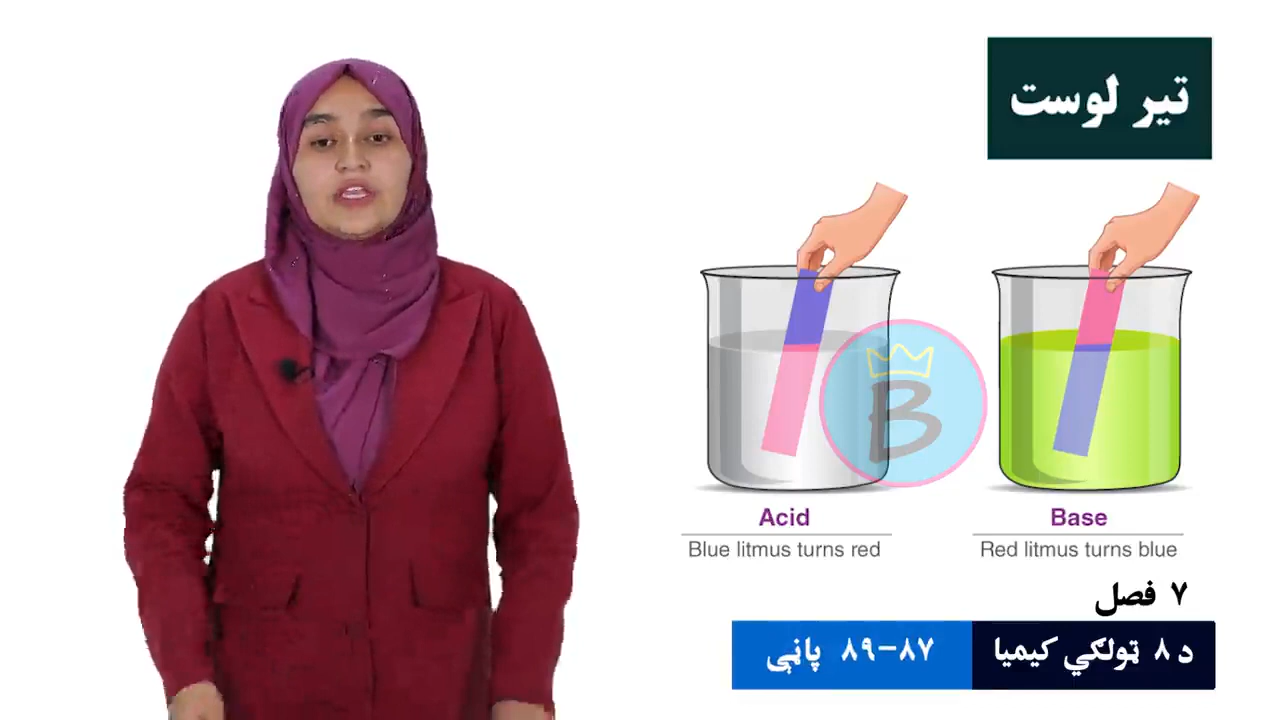 تیر لوست
B
Acid
Base
Blue litmus turns red
Red litmus turns blue
۷ فصل
د ۸ ټولګي کیمیا
۸۷-۸۹ پاڼې